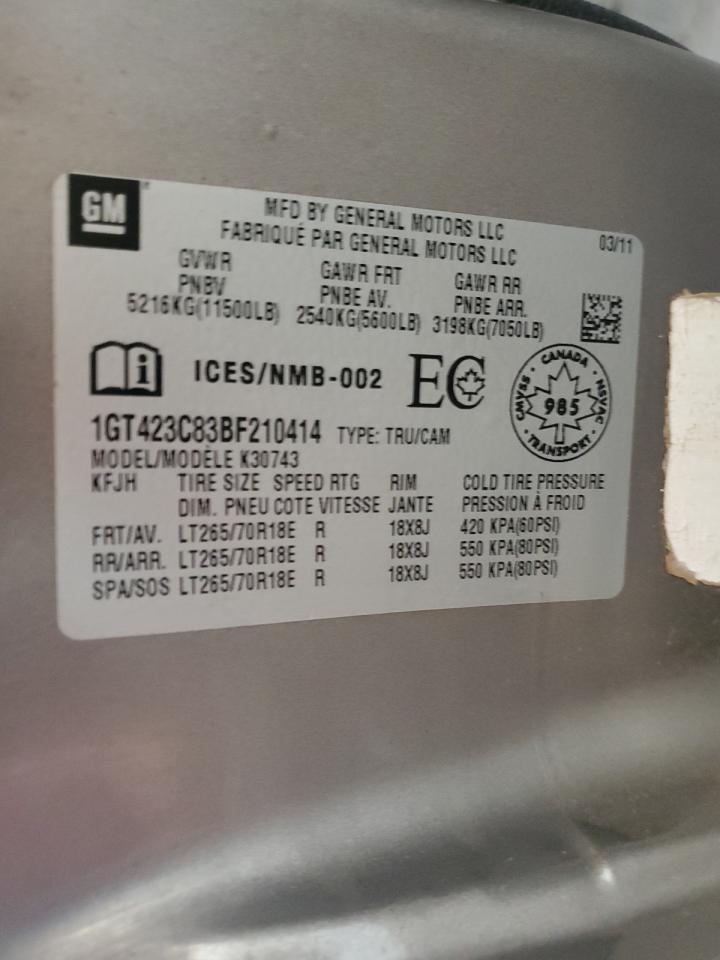 GM
MFD BY GENERAL MOTORS LLC
FABRIQUÉ PAR GENERAL MOTORS LLC
03/11
GVWR GAWR FRT GAWR RR
PNBV PNBE AV. PNBE ARR.
5216KG(11500LB) 2540KG(5600LB) 3198KG(7050LB)
i ICES/NMB-002 EC
CANADA
CMVSS 985 NSVAC
TRANSPORT
1GT423C83BF210414 TYPE: TRU/CAM
MODEL/MODÈLE K30743
KFJH TIRE SIZE SPEED RTG RIM COLD TIRE PRESSURE
DIM. PNEU COTE VITESSE JANTE PRESSION À FROID
FRT/AV. LT265/70R18E R 18X8J 420 KPA(60PSI)
RR/ARR. LT265/70R18E R 18X8J 550 KPA(80PSI)
SPA/SOS LT265/70R18E R 18X8J 550 KPA(80PSI)